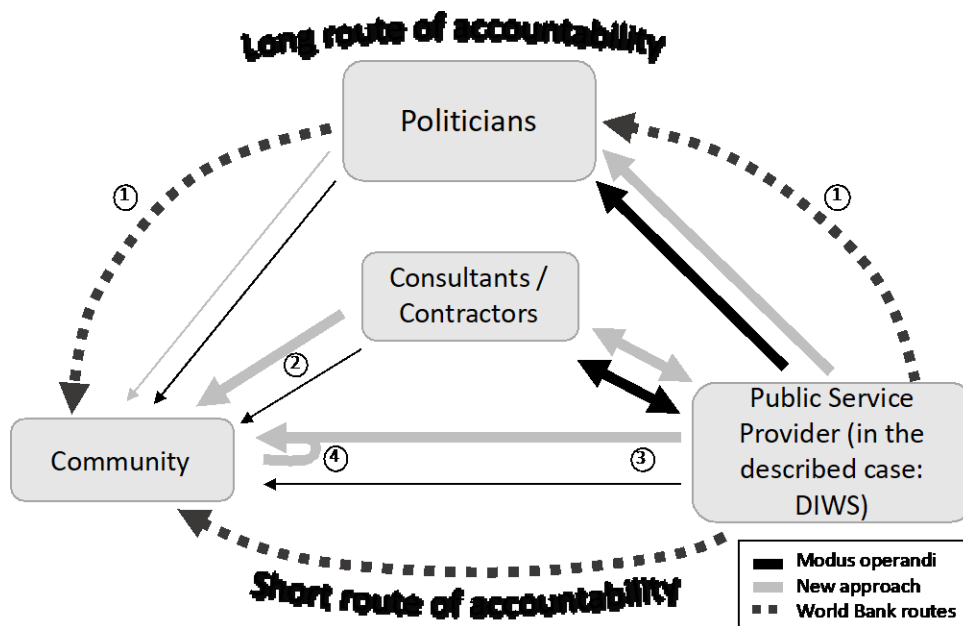 Long route of accountability
Politicians
①
①
Consultants /
Contractors
②
Public Service
Provider (in the
described case:
DIWS)
Community
④
③
Short route of accountability
Modus operandi
New approach
World Bank routes